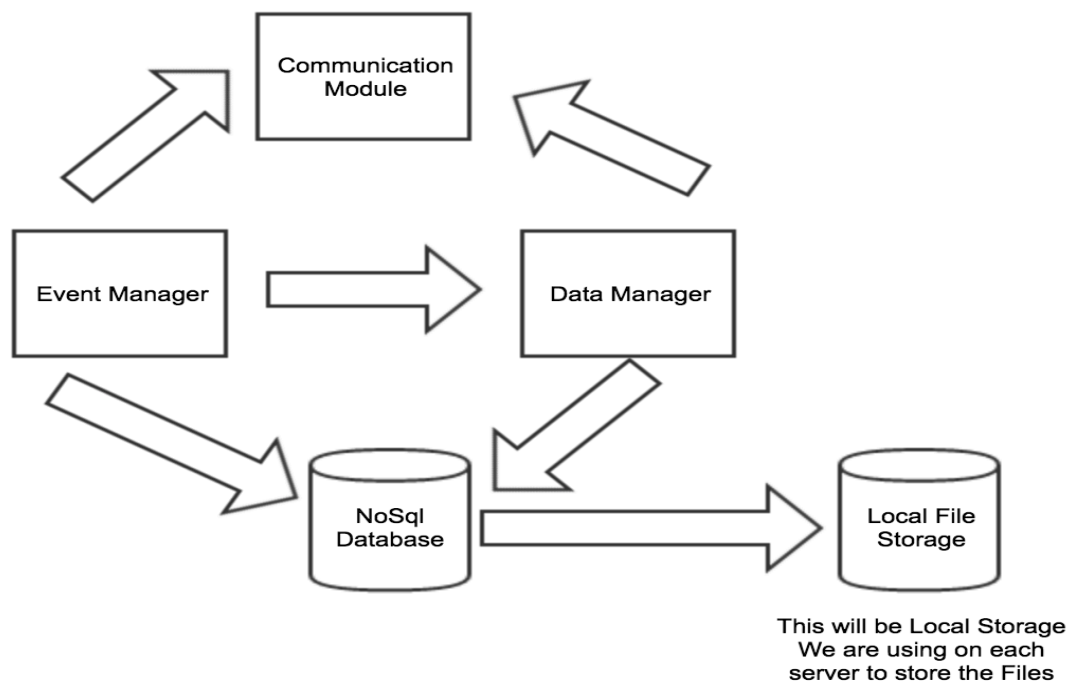 Communication
Module
Event Manager
Data Manager
NoSql
Database
Local File
Storage
This will be Local Storage
We are using on each
server to store the Files